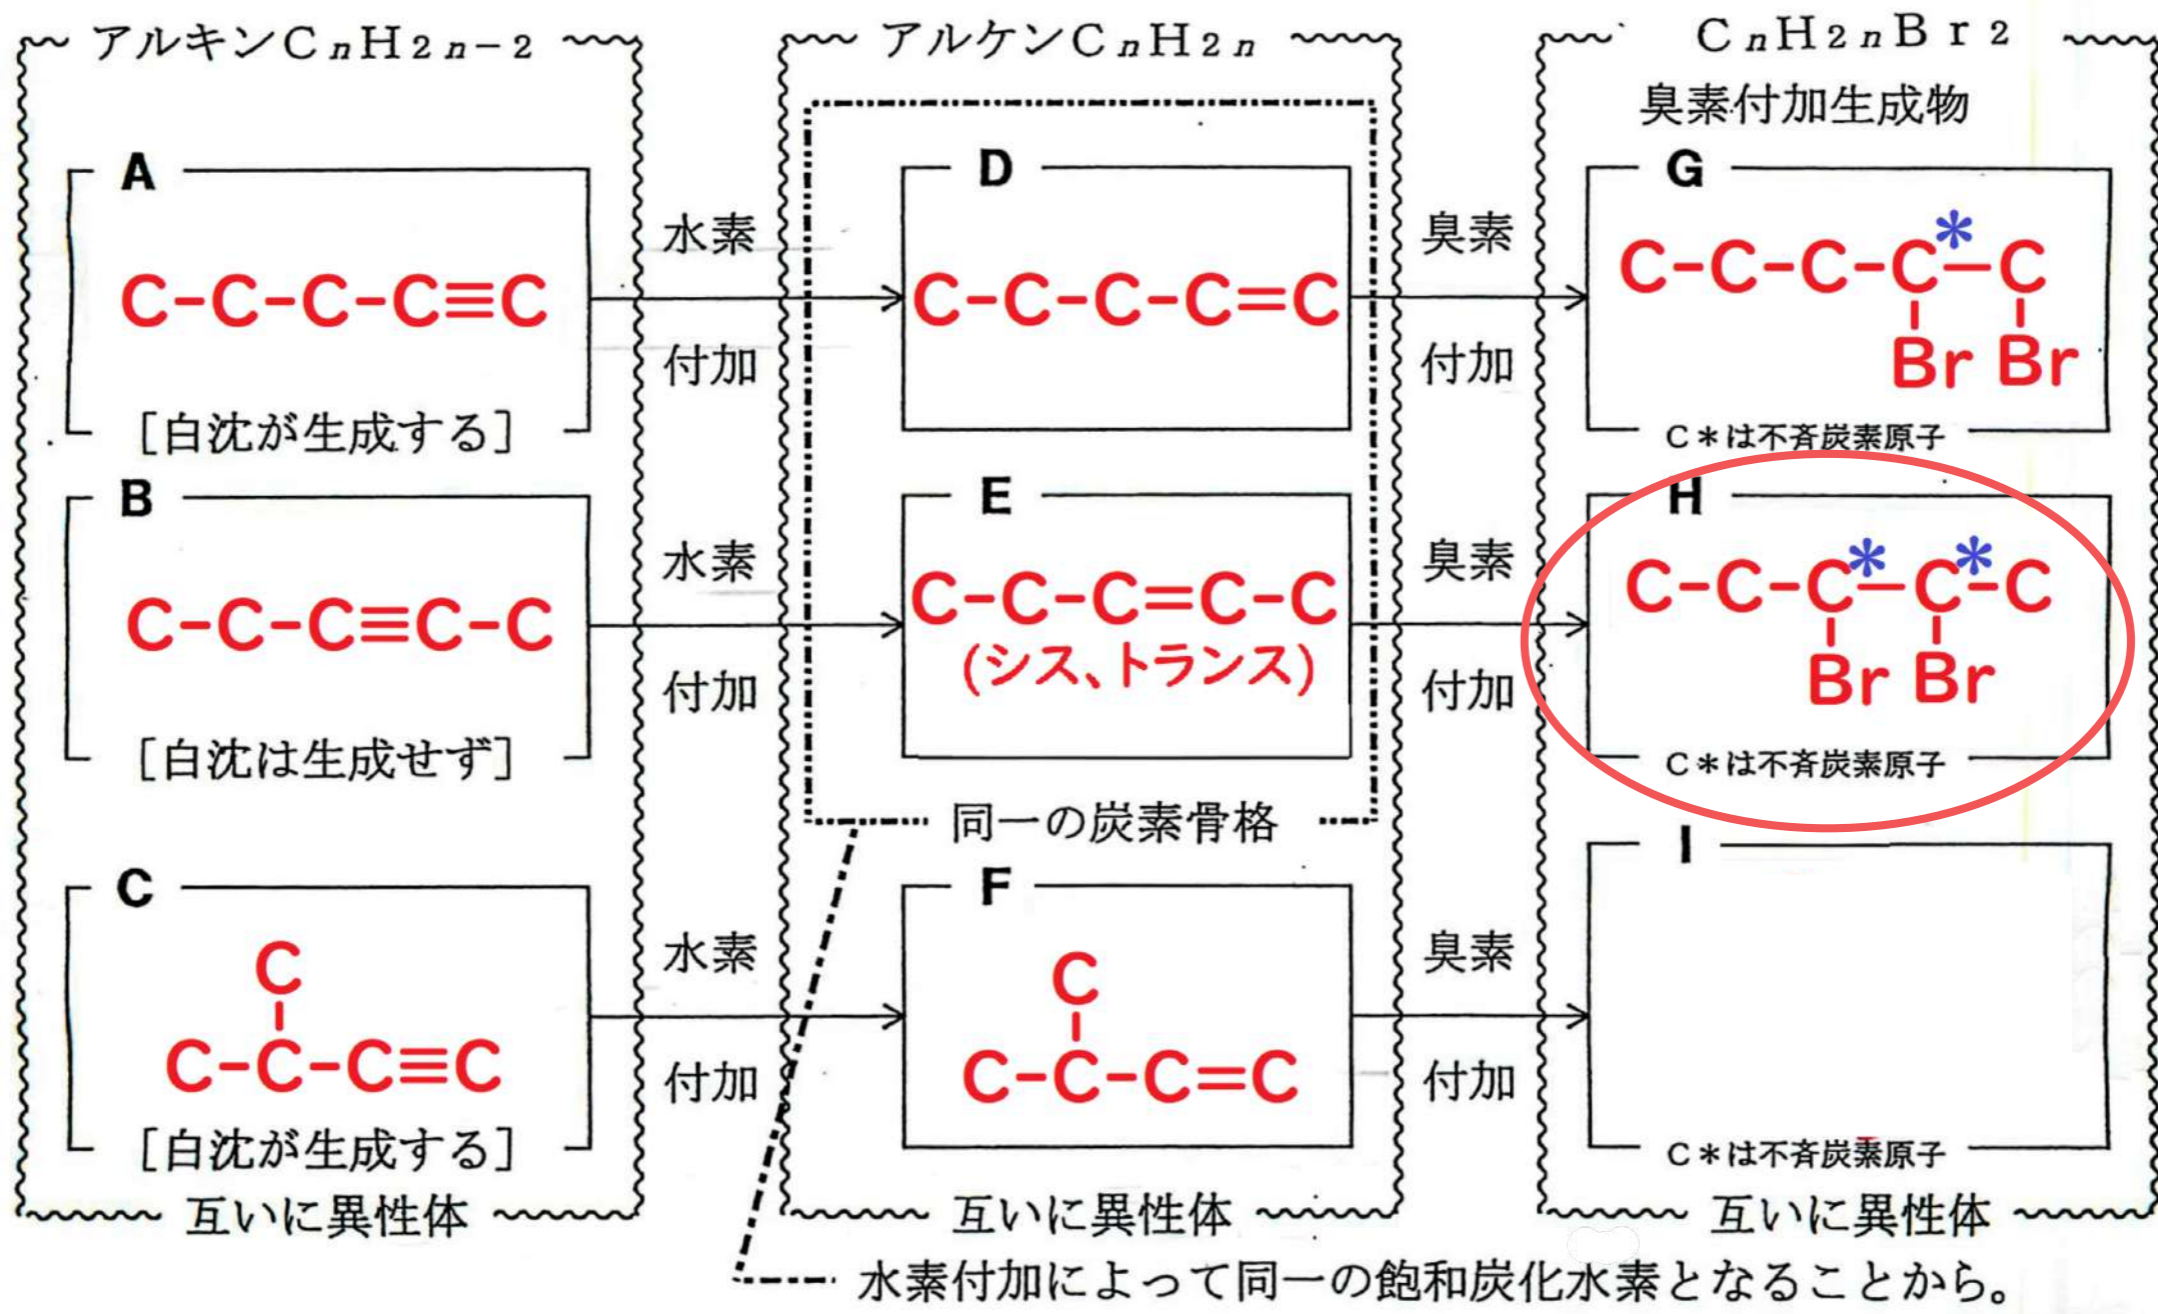 アルキンCnH2n-2
アルケンCnH2n
CnH2nBr2
臭素付加生成物
A
C-C-C-C≡C
[白沈が生成する]
水素
付加
D
C-C-C-C=C
臭素
付加
G
C-C-C-C*-C
Br Br
C*は不斉炭素原子
B
C-C-C≡C-C
[白沈は生成せず]
水素
付加
E
C-C-C=C-C
(シス、トランス)
臭素
付加
H
C-C-C*-C*-C
Br Br
C*は不斉炭素原子
同一の炭素骨格
C
C
C-C-C≡C
[白沈が生成する]
水素
付加
F
C
C-C-C=C
臭素
付加
I
C*は不斉炭素原子
互いに異性体
互いに異性体
互いに異性体
水素付加によって同一の飽和炭化水素となることから。